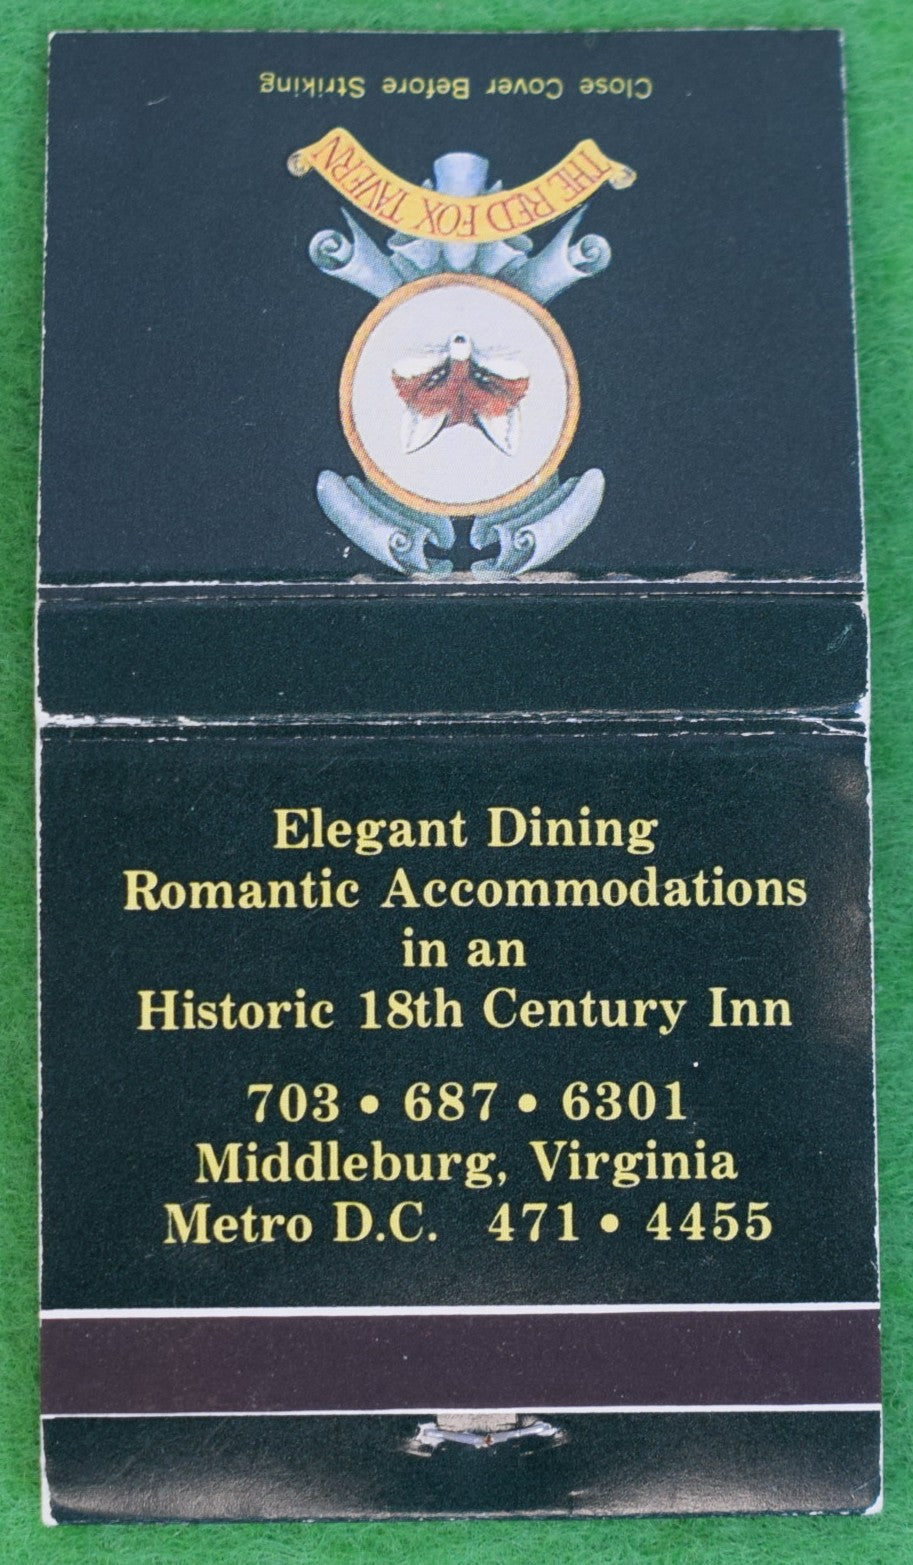 Close Cover Before Striking
THE RED FOX TAVERN
Elegant Dining
Romantic Accommodations
in an
Historic 18th Century Inn
703 • 687 • 6301
Middleburg, Virginia
Metro D.C. 471 • 4455